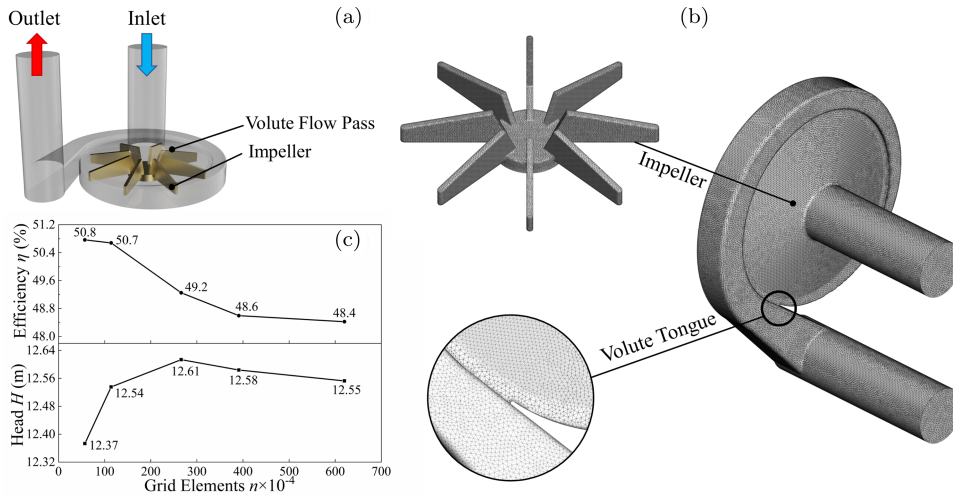 (a)
Outlet
Inlet
Volute Flow Pass
Impeller
(b)
Impeller
Volute Tongue
(c)
Efficiency η (%)
51.2
50.4
49.6
48.8
48.0
50.8
50.7
49.2
48.6
48.4
Head H (m)
12.64
12.56
12.48
12.40
12.32
12.37
12.54
12.61
12.58
12.55
0 100 200 300 400 500 600 700
Grid Elements n×10⁻⁴